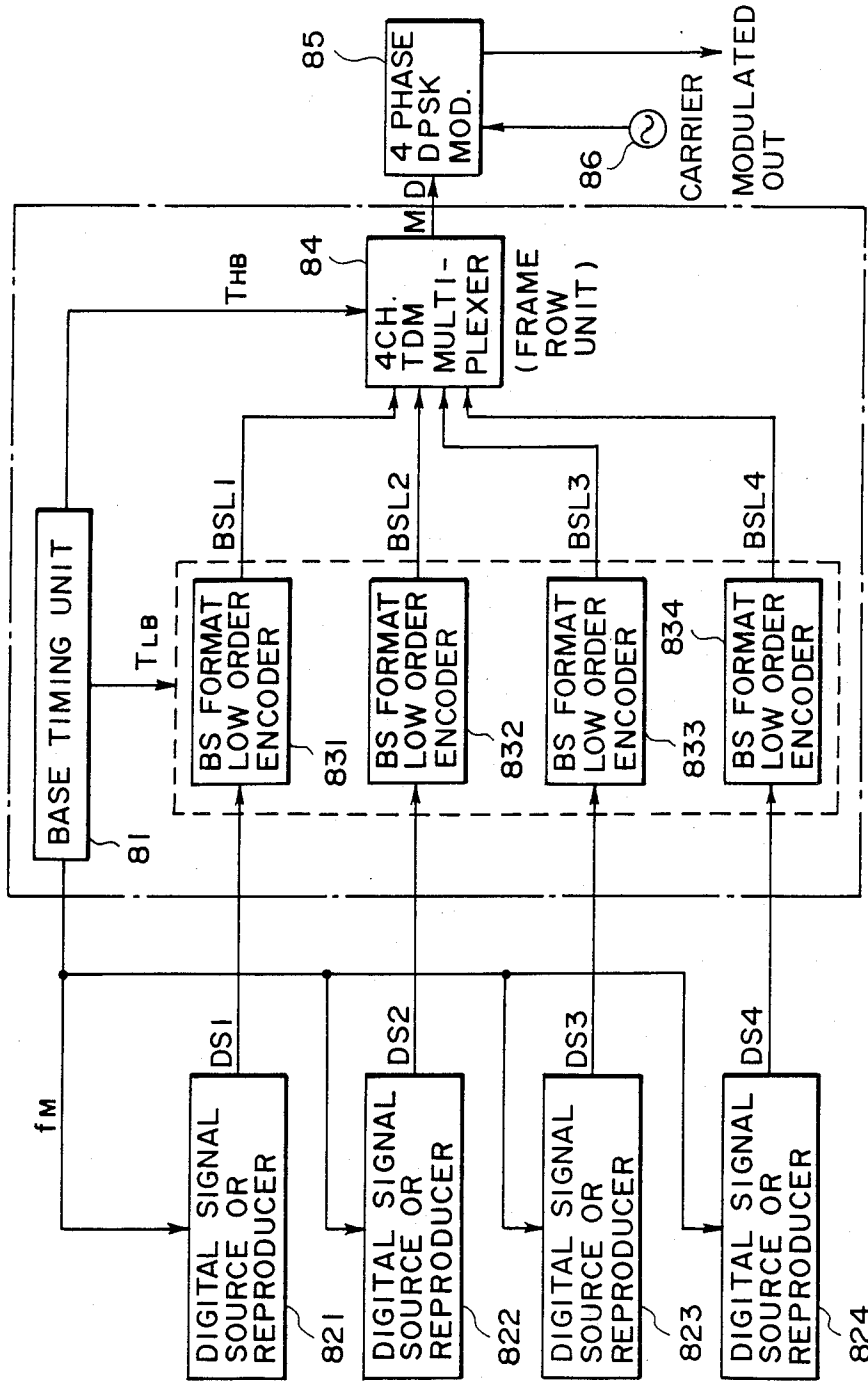 BASE TIMING UNIT
81
fM
TLB
THB
DIGITAL SIGNAL
SOURCE OR
REPRODUCER
821
DS1
BS FORMAT
LOW ORDER
ENCODER
831
BSL1
DIGITAL SIGNAL
SOURCE OR
REPRODUCER
822
DS2
BS FORMAT
LOW ORDER
ENCODER
832
BSL2
DIGITAL SIGNAL
SOURCE OR
REPRODUCER
823
DS3
BS FORMAT
LOW ORDER
ENCODER
833
BSL3
DIGITAL SIGNAL
SOURCE OR
REPRODUCER
824
DS4
BS FORMAT
LOW ORDER
ENCODER
834
BSL4
84
4CH.
TDM
MULTI-
PLEXER
(FRAME
ROW
UNIT)
MD
85
4 PHASE
DPSK
MOD.
86
CARRIER
MODULATED
OUT